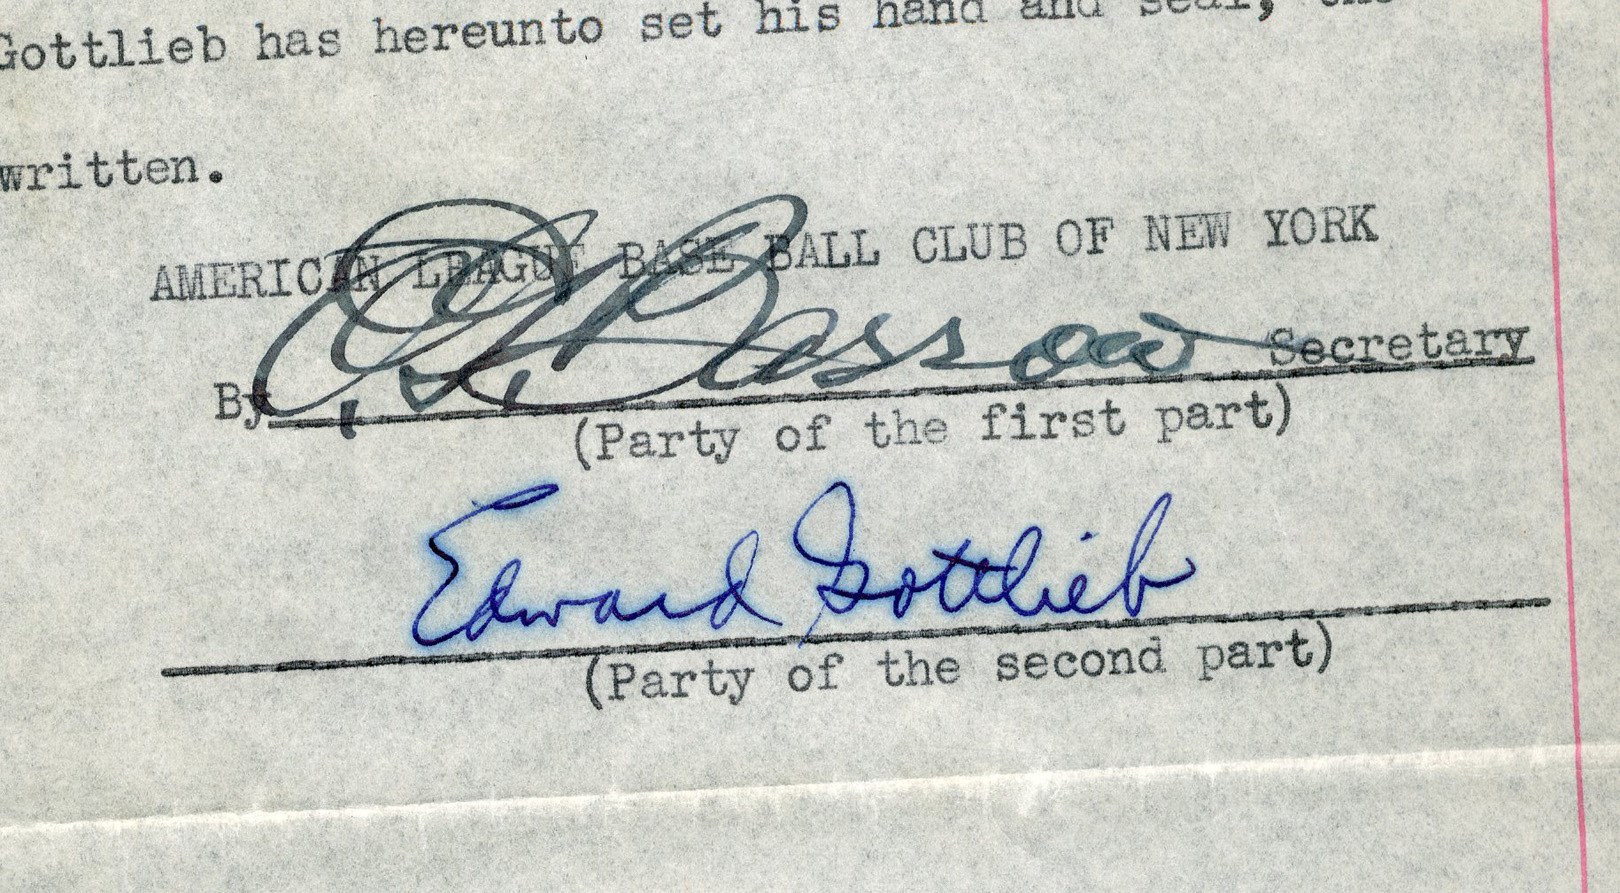 Gottlieb has hereunto set his hand and seal, the
written.
AMERICAN LEAGUE BASE BALL CLUB OF NEW YORK
By Secretary
(Party of the first part)
Edward Gottlieb
(Party of the second part)